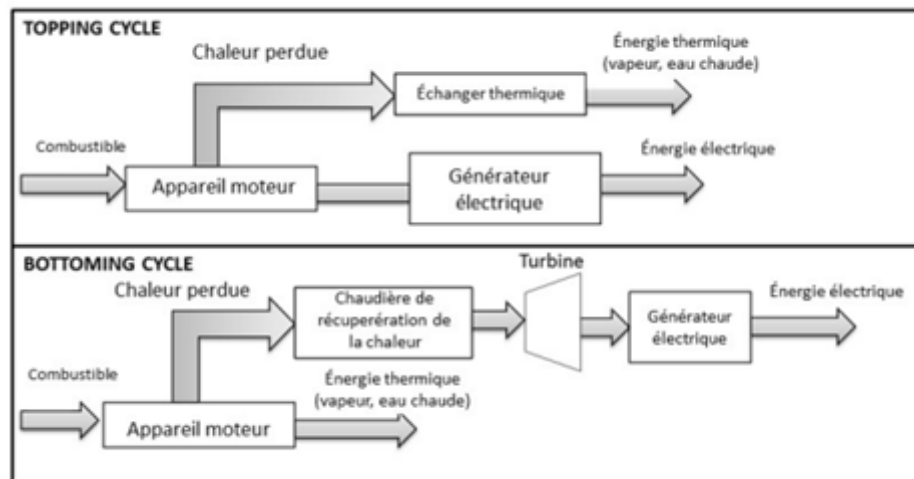 TOPPING CYCLE
Chaleur perdue
Énergie thermique
(vapeur, eau chaude)
Échanger thermique
Combustible
Énergie électrique
Appareil moteur
Générateur
électrique
BOTTOMING CYCLE
Turbine
Chaleur perdue
Énergie électrique
Chaudière de
récuperération de
la chaleur
Générateur
électrique
Combustible
Énergie thermique
(vapeur, eau chaude)
Appareil moteur